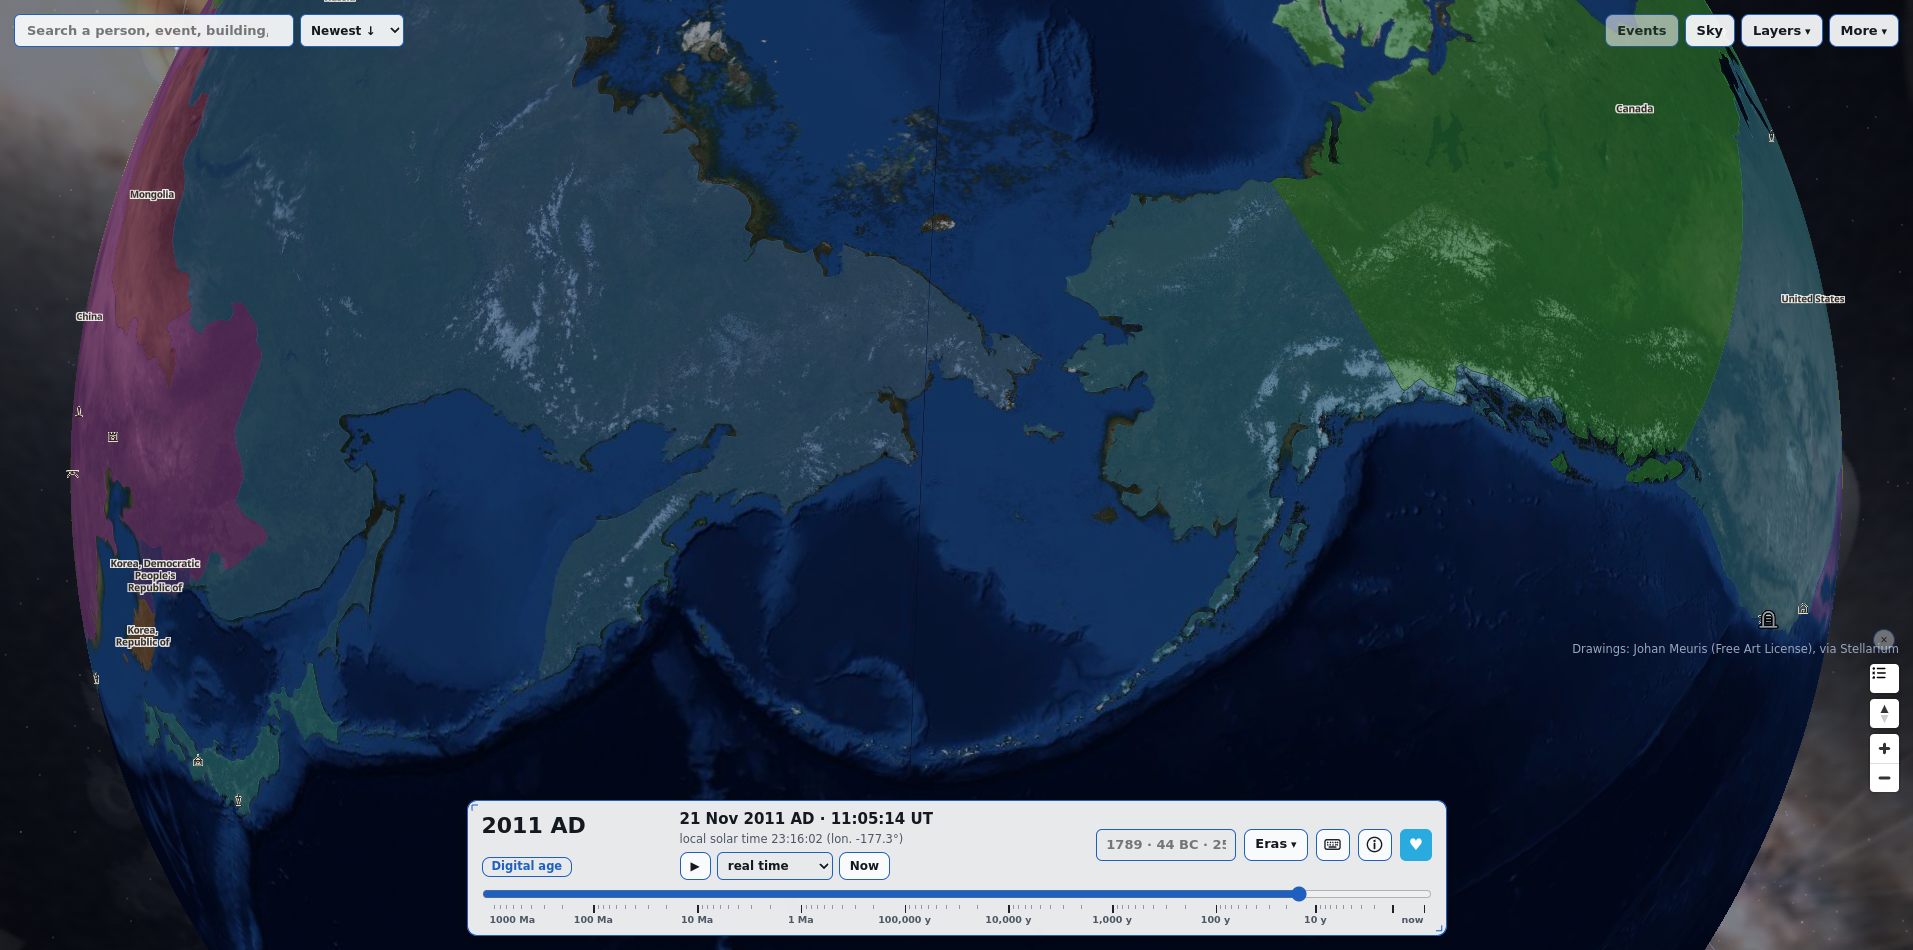 Search a person, event, building,
Newest ↓
Events
Sky
Layers ▾
More ▾
Canada
Mongolia
United States
China
Korea, Democratic
People's
Republic of
Korea,
Republic of
Drawings: Johan Meuris (Free Art License), via Stellarium
2011 AD
Digital age
21 Nov 2011 AD · 11:05:14 UT
local solar time 23:16:02 (lon. -177.3°)
real time
Now
1789 · 44 BC · 25
Eras ▾
1000 Ma
100 Ma
10 Ma
1 Ma
100,000 y
10,000 y
1,000 y
100 y
10 y
now